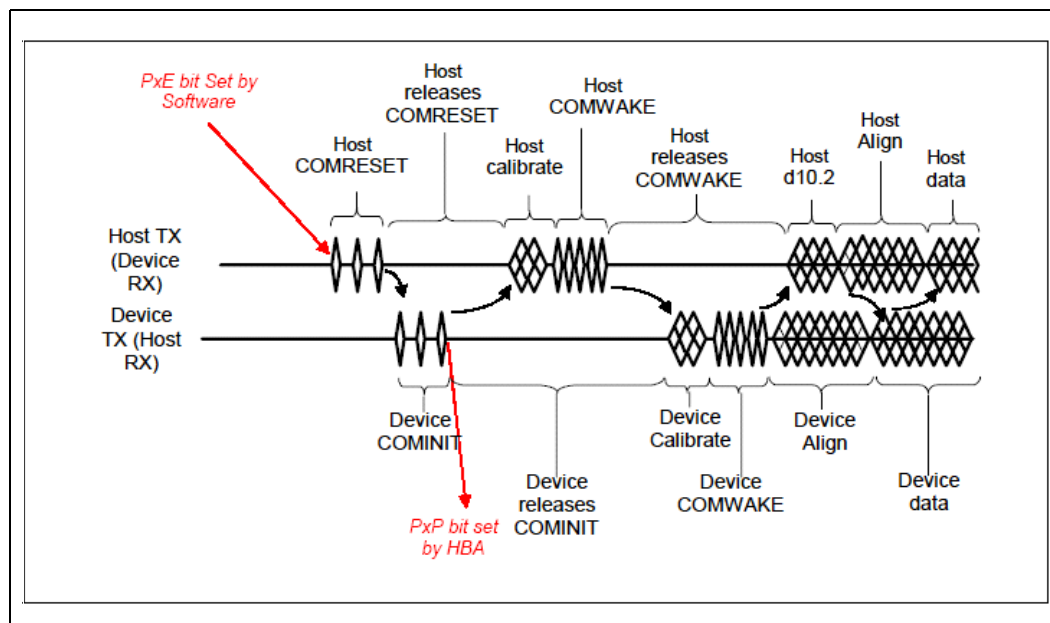 PxE bit Set by
Software
Host
COMRESET
Host
releases
COMRESET
Host
calibrate
Host
COMWAKE
Host
releases
COMWAKE
Host
d10.2
Host
Align
Host
data
Host TX
(Device
RX)
Device
TX (Host
RX)
Device
COMINIT
PxP bit set
by HBA
Device
releases
COMINIT
Device
Calibrate
Device
COMWAKE
Device
Align
Device
data